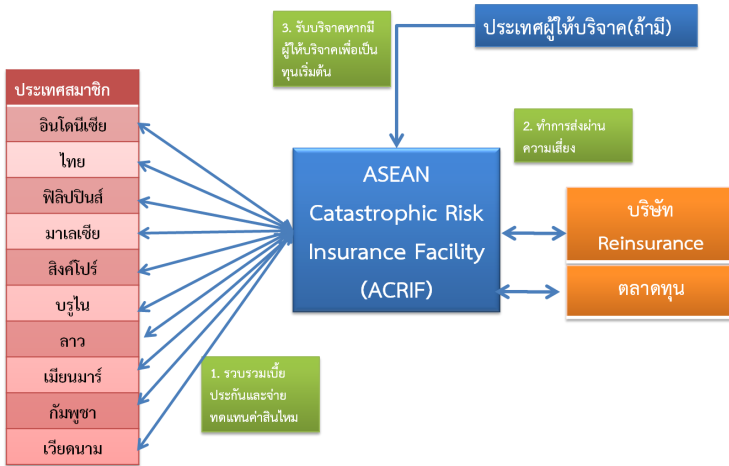 3. รับบริจาคหากมี
ผู้ให้บริจาคเพื่อเป็น
ทุนเริ่มต้น
ประเทศผู้ให้บริจาค(ถ้ามี)
ประเทศสมาชิก
อินโดนีเซีย
ไทย
ฟิลิปปินส์
มาเลเซีย
สิงค์โปร์
บรูไน
ลาว
เมียนมาร์
กัมพูชา
เวียดนาม
2. ทำการส่งผ่าน
ความเสี่ยง
ASEAN
Catastrophic Risk
Insurance Facility
(ACRIF)
บริษัท
Reinsurance
ตลาดทุน
1. รวบรวมเบี้ย
ประกันและจ่าย
ทดแทนค่าสินไหม